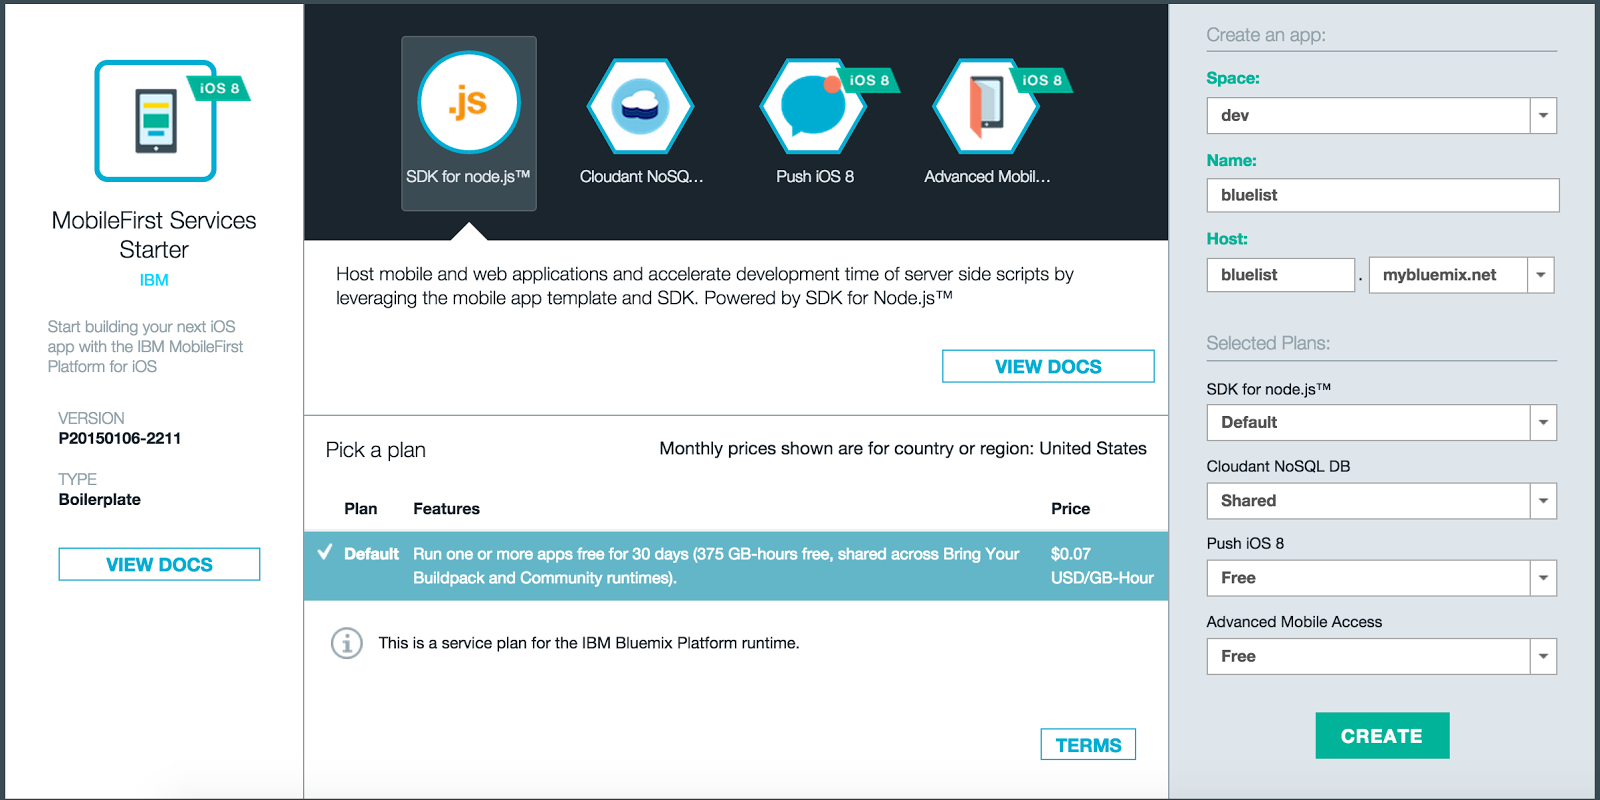 iOS 8
MobileFirst Services
Starter
IBM
Start building your next iOS
app with the IBM MobileFirst
Platform for iOS
VERSION
P20150106-2211
TYPE
Boilerplate
VIEW DOCS
.js
SDK for node.js™
Cloudant NoSQ...
iOS 8
Push iOS 8
iOS 8
Advanced Mobil...
Host mobile and web applications and accelerate development time of server side scripts by
leveraging the mobile app template and SDK. Powered by SDK for Node.js™
VIEW DOCS
Pick a plan
Monthly prices shown are for country or region: United States
Plan Features Price
Default Run one or more apps free for 30 days (375 GB-hours free, shared across Bring Your $0.07
Buildpack and Community runtimes). USD/GB-Hour
This is a service plan for the IBM Bluemix Platform runtime.
TERMS
Create an app:
Space:
dev
Name:
bluelist
Host:
bluelist . mybluemix.net
Selected Plans:
SDK for node.js™
Default
Cloudant NoSQL DB
Shared
Push iOS 8
Free
Advanced Mobile Access
Free
CREATE